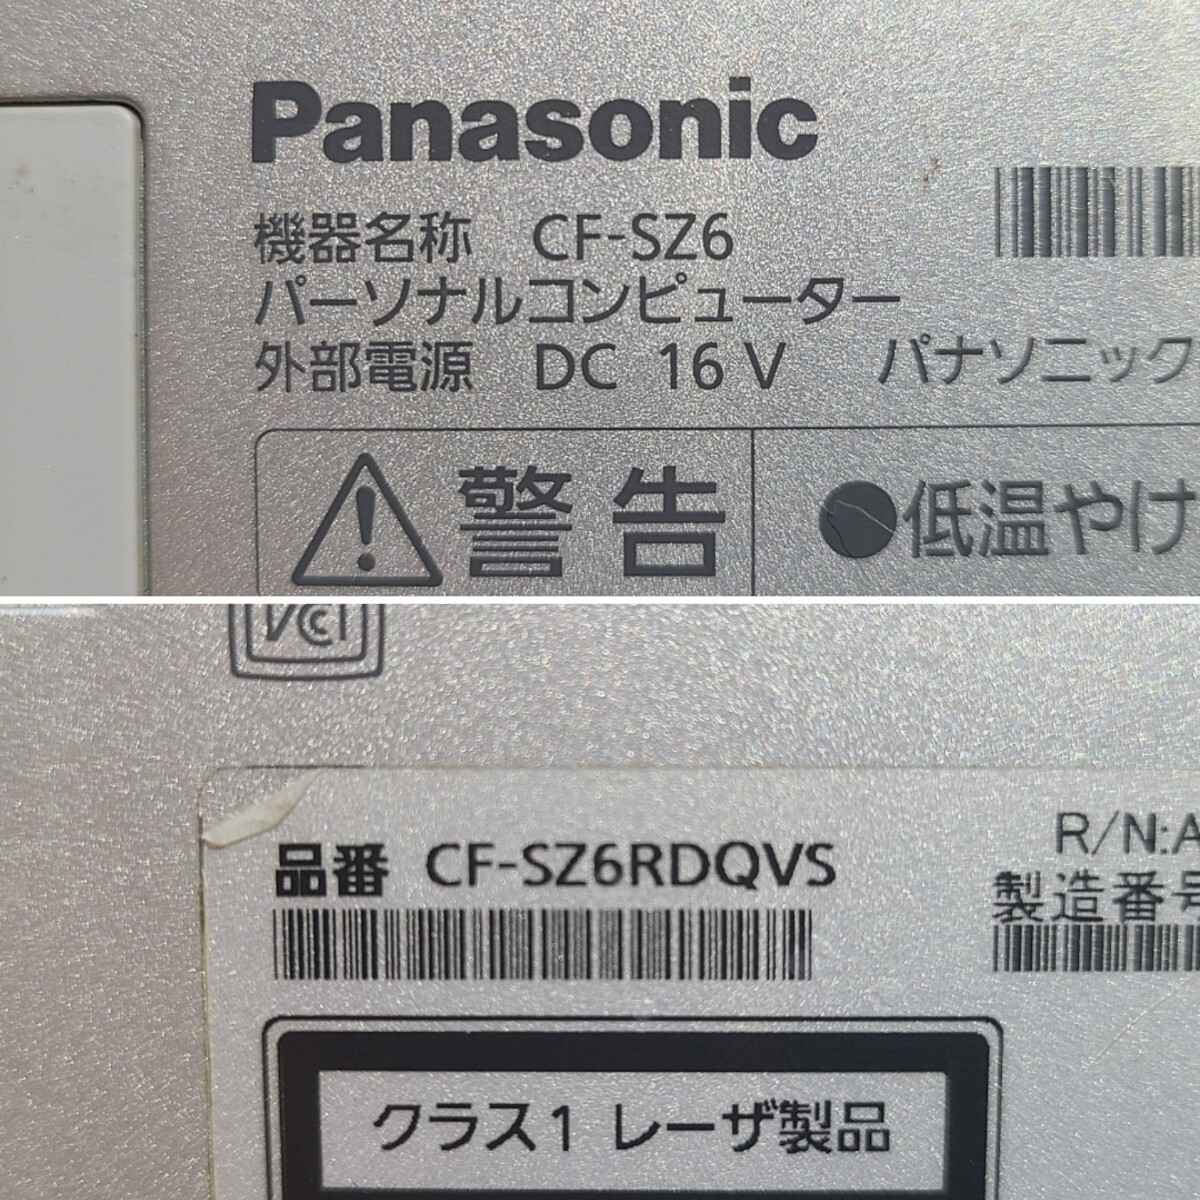 Panasonic
機器名称 CF-SZ6
パーソナルコンピューター
外部電源 DC 16 V パナソニック
警告 ●低温やけ
VCCI
品番 CF-SZ6RDQVS
R/N:A
製造番号
クラス1 レーザ製品